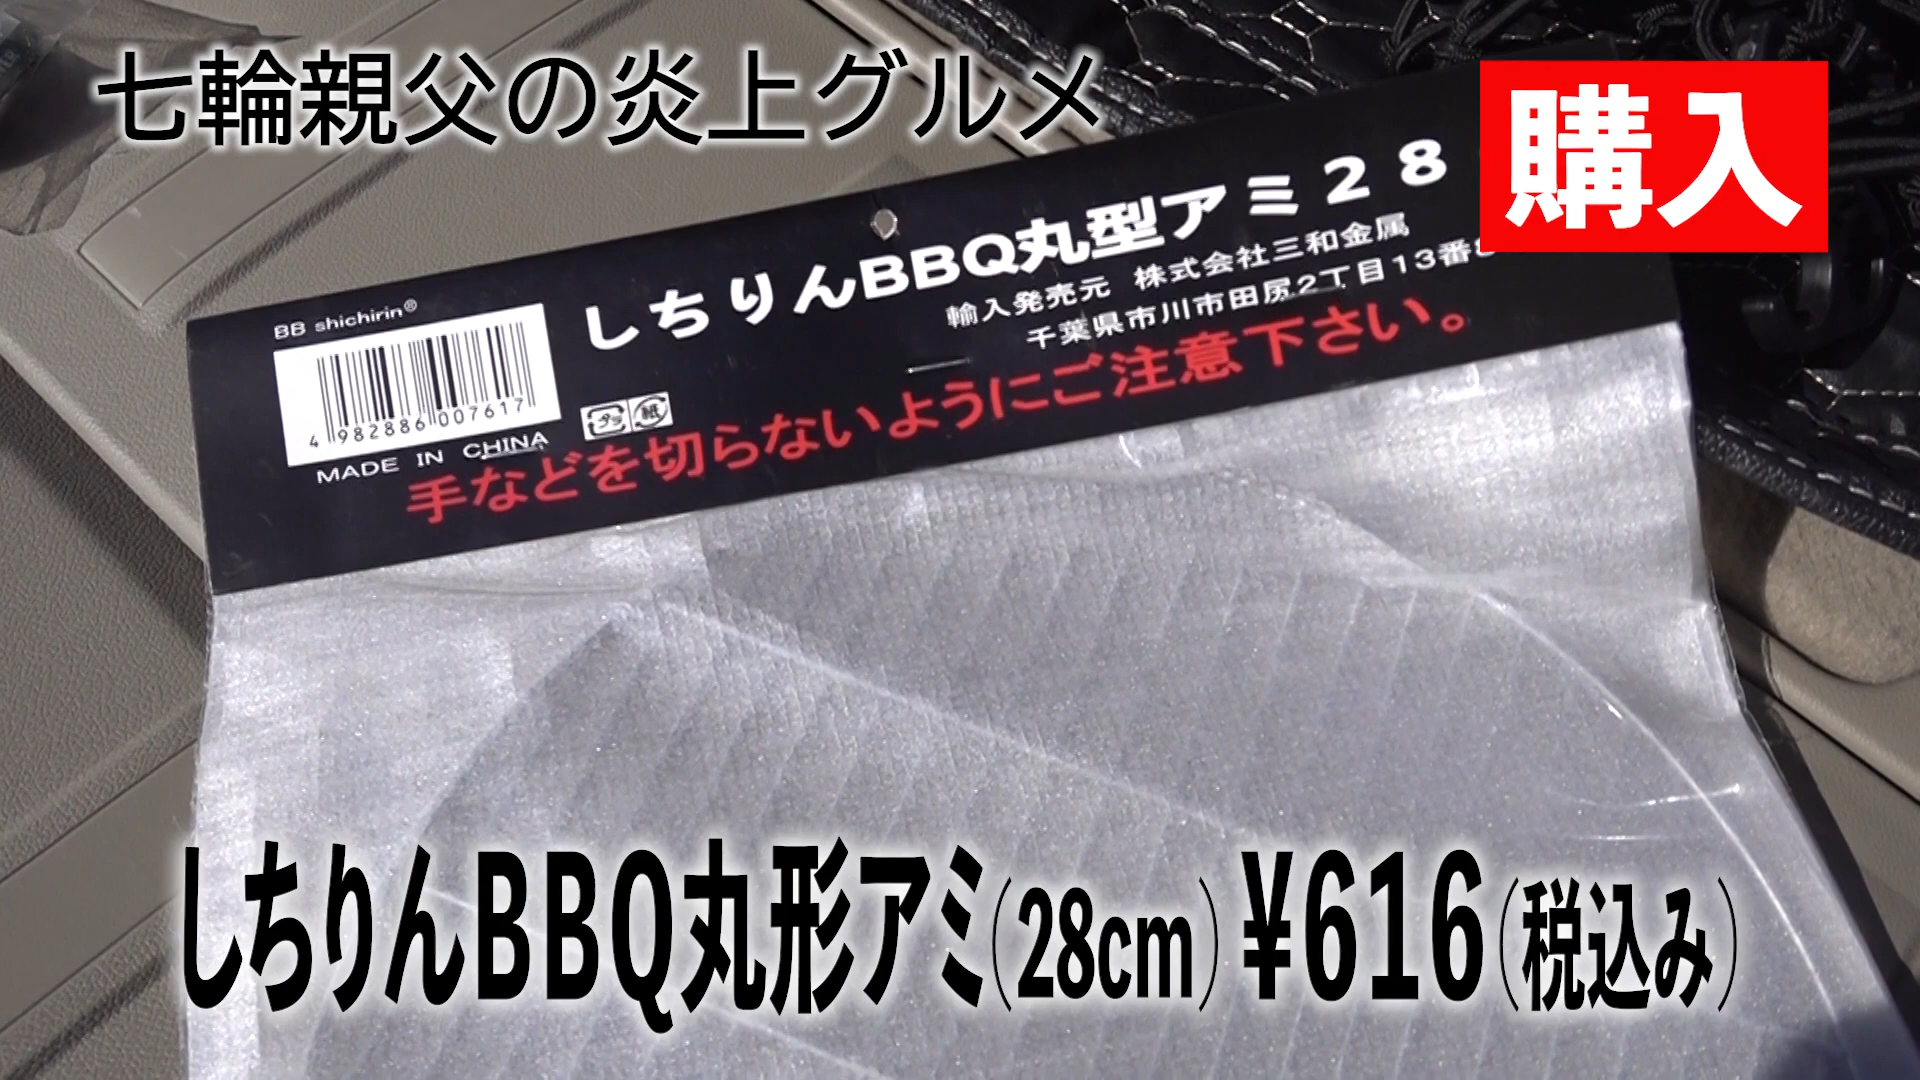 七輪親父の炎上グルメ
購入
しちりんBBQ丸型アミ28
輸入発売元 株式会社三和金属
千葉県市川市田尻2丁目13番
BB shichirin®
4 982886 007617
MADE IN CHINA
プラ 紙
手などを切らないようにご注意下さい。
しちりんBBQ丸形アミ(28cm)¥616(税込み)